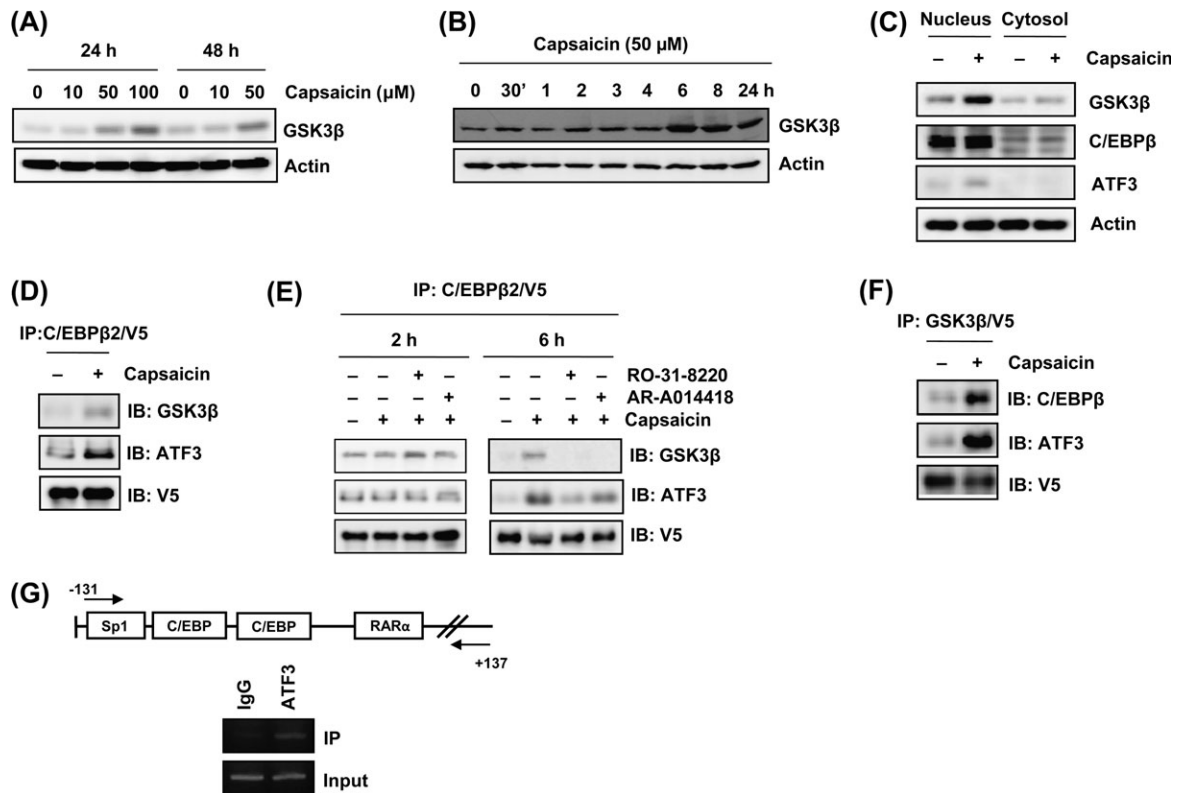 (A)
24 h 48 h
0 10 50 100 0 10 50 Capsaicin (µM)
GSK3β
Actin
(B)
Capsaicin (50 µM)
0 30' 1 2 3 4 6 8 24 h
GSK3β
Actin
(C)
Nucleus Cytosol
– + – + Capsaicin
GSK3β
C/EBPβ
ATF3
Actin
(D)
IP:C/EBPβ2/V5
– + Capsaicin
IB: GSK3β
IB: ATF3
IB: V5
(E)
IP: C/EBPβ2/V5
2 h 6 h
– – + – – – + – RO-31-8220
– – – + – – – + AR-A014418
– + + + – + + + Capsaicin
IB: GSK3β
IB: ATF3
IB: V5
(F)
IP: GSK3β/V5
– + Capsaicin
IB: C/EBPβ
IB: ATF3
IB: V5
(G)
-131
Sp1 C/EBP C/EBP RARα
+137
IgG ATF3
IP
Input